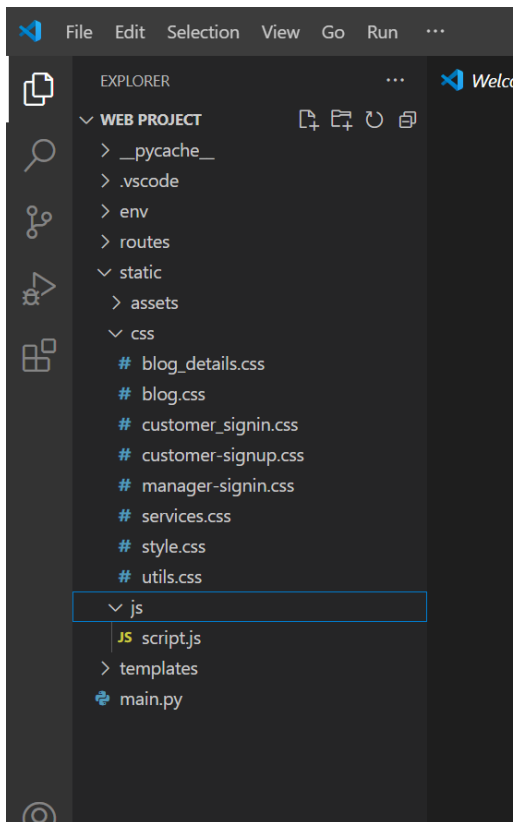 File Edit Selection View Go Run ...
EXPLORER ...
Welco
WEB PROJECT
__pycache__
.vscode
env
routes
static
assets
css
# blog_details.css
# blog.css
# customer_signin.css
# customer-signup.css
# manager-signin.css
# services.css
# style.css
# utils.css
js
JS script.js
templates
main.py